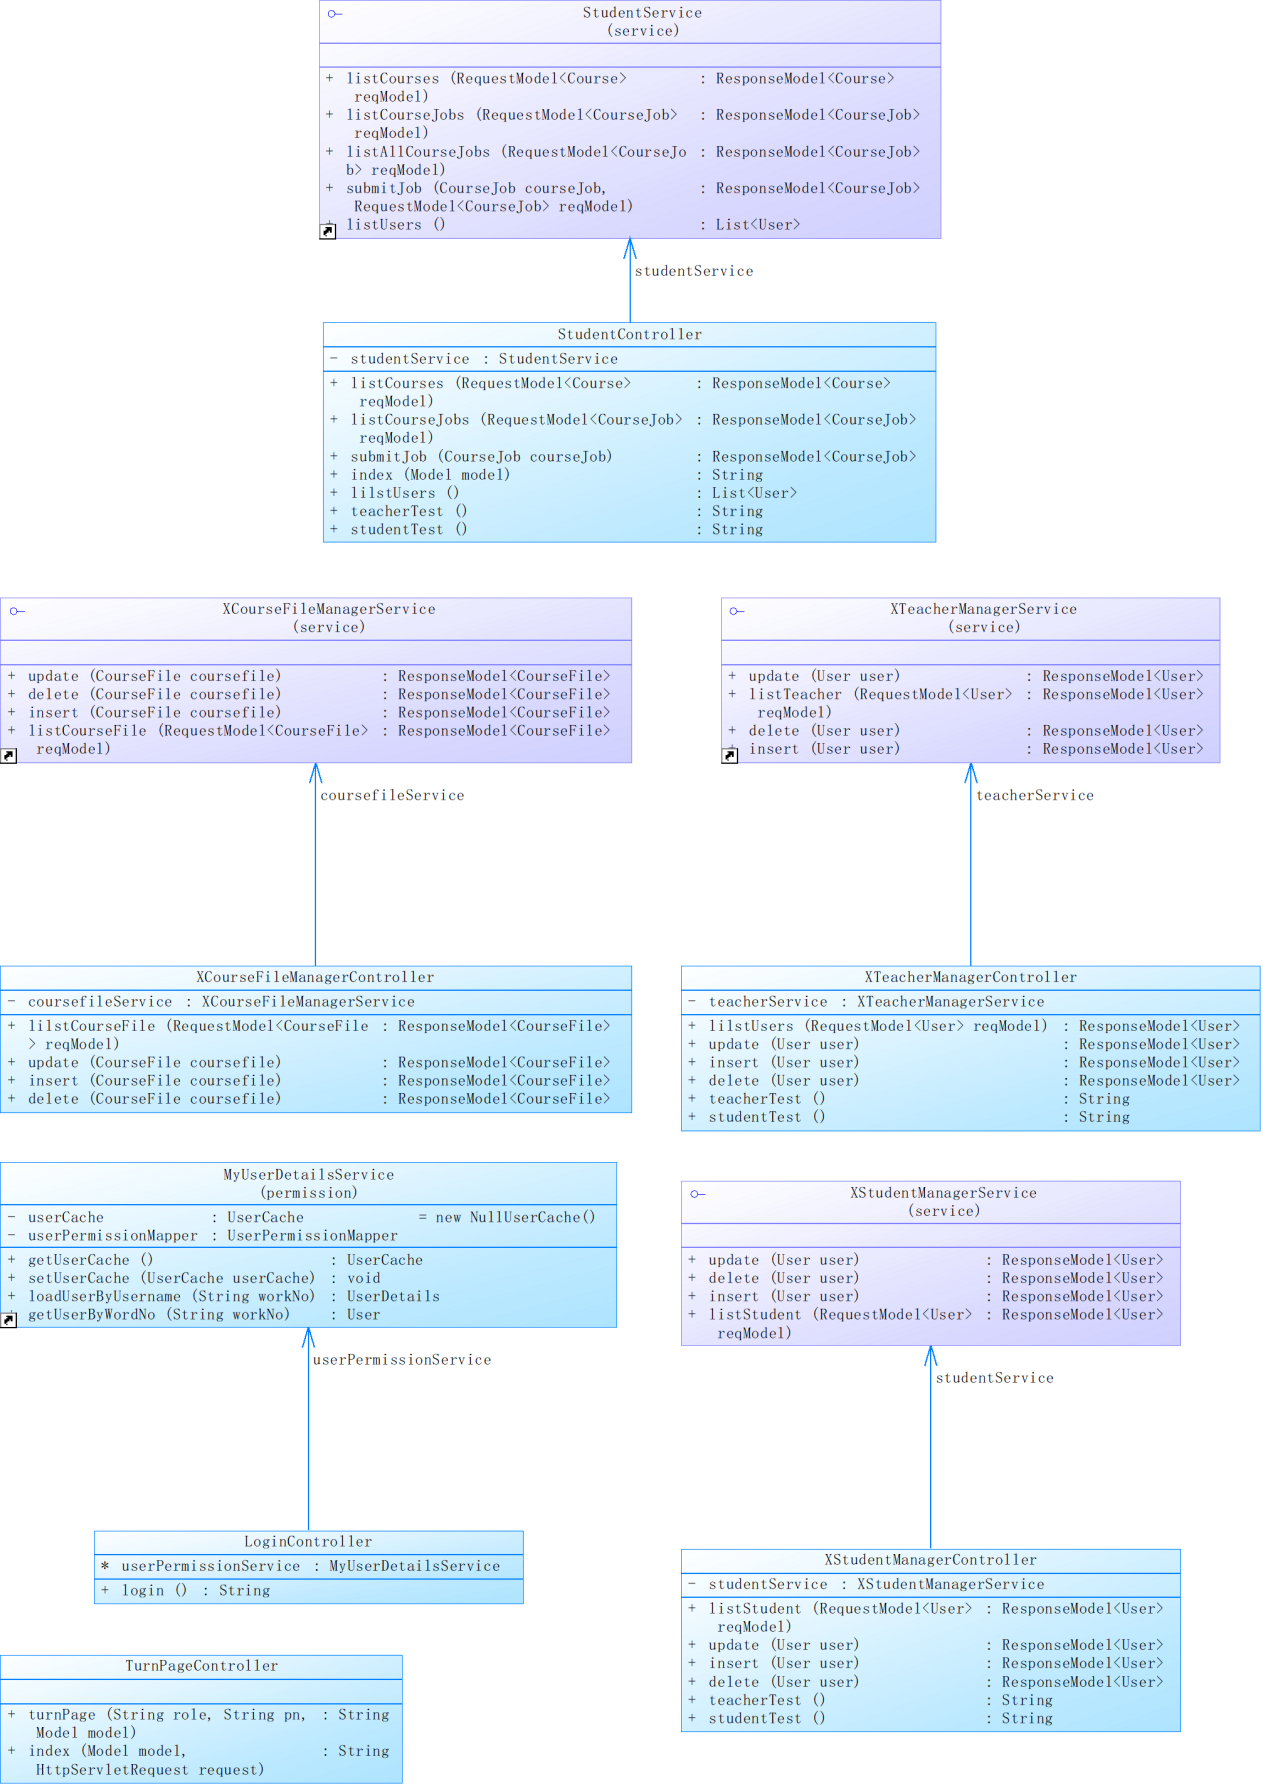 StudentService
(service)
+ listCourses (RequestModel<Course> : ResponseModel<Course>
reqModel)
+ listCourseJobs (RequestModel<CourseJob> : ResponseModel<CourseJob>
reqModel)
+ listAllCourseJobs (RequestModel<CourseJo : ResponseModel<CourseJob>
b> reqModel)
+ submitJob (CourseJob courseJob, : ResponseModel<CourseJob>
RequestModel<CourseJob> reqModel)
+ listUsers () : List<User>
studentService
StudentController
- studentService : StudentService
+ listCourses (RequestModel<Course> : ResponseModel<Course>
reqModel)
+ listCourseJobs (RequestModel<CourseJob> : ResponseModel<CourseJob>
reqModel)
+ submitJob (CourseJob courseJob) : ResponseModel<CourseJob>
+ index (Model model) : String
+ lilstUsers () : List<User>
+ teacherTest () : String
+ studentTest () : String
XCourseFileManagerService
(service)
+ update (CourseFile coursefile) : ResponseModel<CourseFile>
+ delete (CourseFile coursefile) : ResponseModel<CourseFile>
+ insert (CourseFile coursefile) : ResponseModel<CourseFile>
+ listCourseFile (RequestModel<CourseFile> : ResponseModel<CourseFile>
reqModel)
coursefileService
XTeacherManagerService
(service)
+ update (User user) : ResponseModel<User>
+ listTeacher (RequestModel<User> : ResponseModel<User>
reqModel)
+ delete (User user) : ResponseModel<User>
+ insert (User user) : ResponseModel<User>
teacherService
XCourseFileManagerController
- coursefileService : XCourseFileManagerService
+ lilstCourseFile (RequestModel<CourseFile : ResponseModel<CourseFile>
> reqModel)
+ update (CourseFile coursefile) : ResponseModel<CourseFile>
+ insert (CourseFile coursefile) : ResponseModel<CourseFile>
+ delete (CourseFile coursefile) : ResponseModel<CourseFile>
XTeacherManagerController
- teacherService : XTeacherManagerService
+ lilstUsers (RequestModel<User> reqModel) : ResponseModel<User>
+ update (User user) : ResponseModel<User>
+ insert (User user) : ResponseModel<User>
+ delete (User user) : ResponseModel<User>
+ teacherTest () : String
+ studentTest () : String
MyUserDetailsService
(permission)
- userCache : UserCache = new NullUserCache()
- userPermissionMapper : UserPermissionMapper
+ getUserCache () : UserCache
+ setUserCache (UserCache userCache) : void
+ loadUserByUsername (String workNo) : UserDetails
+ getUserByWordNo (String workNo) : User
userPermissionService
XStudentManagerService
(service)
+ update (User user) : ResponseModel<User>
+ delete (User user) : ResponseModel<User>
+ insert (User user) : ResponseModel<User>
+ listStudent (RequestModel<User> : ResponseModel<User>
reqModel)
studentService
LoginController
* userPermissionService : MyUserDetailsService
+ login () : String
XStudentManagerController
- studentService : XStudentManagerService
+ listStudent (RequestModel<User> : ResponseModel<User>
reqModel)
+ update (User user) : ResponseModel<User>
+ insert (User user) : ResponseModel<User>
+ delete (User user) : ResponseModel<User>
+ teacherTest () : String
+ studentTest () : String
TurnPageController
+ turnPage (String role, String pn, : String
Model model)
+ index (Model model, : String
HttpServletRequest request)